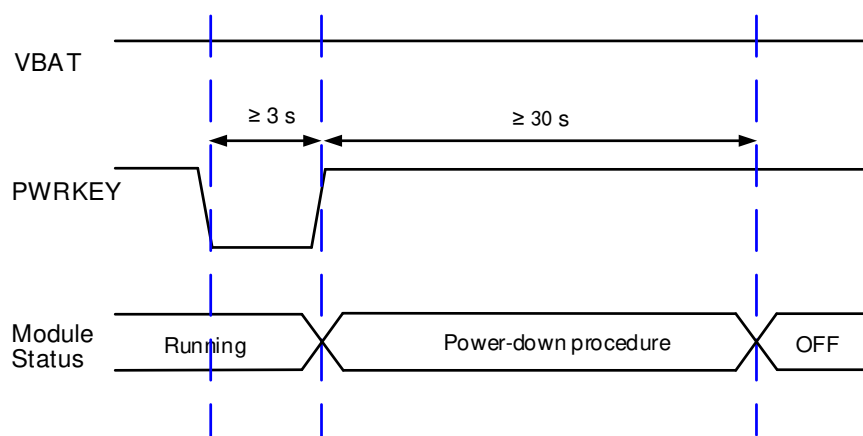 VBAT
≥ 3 s
≥ 30 s
PWRKEY
Module
Status
Running
Power-down procedure
OFF